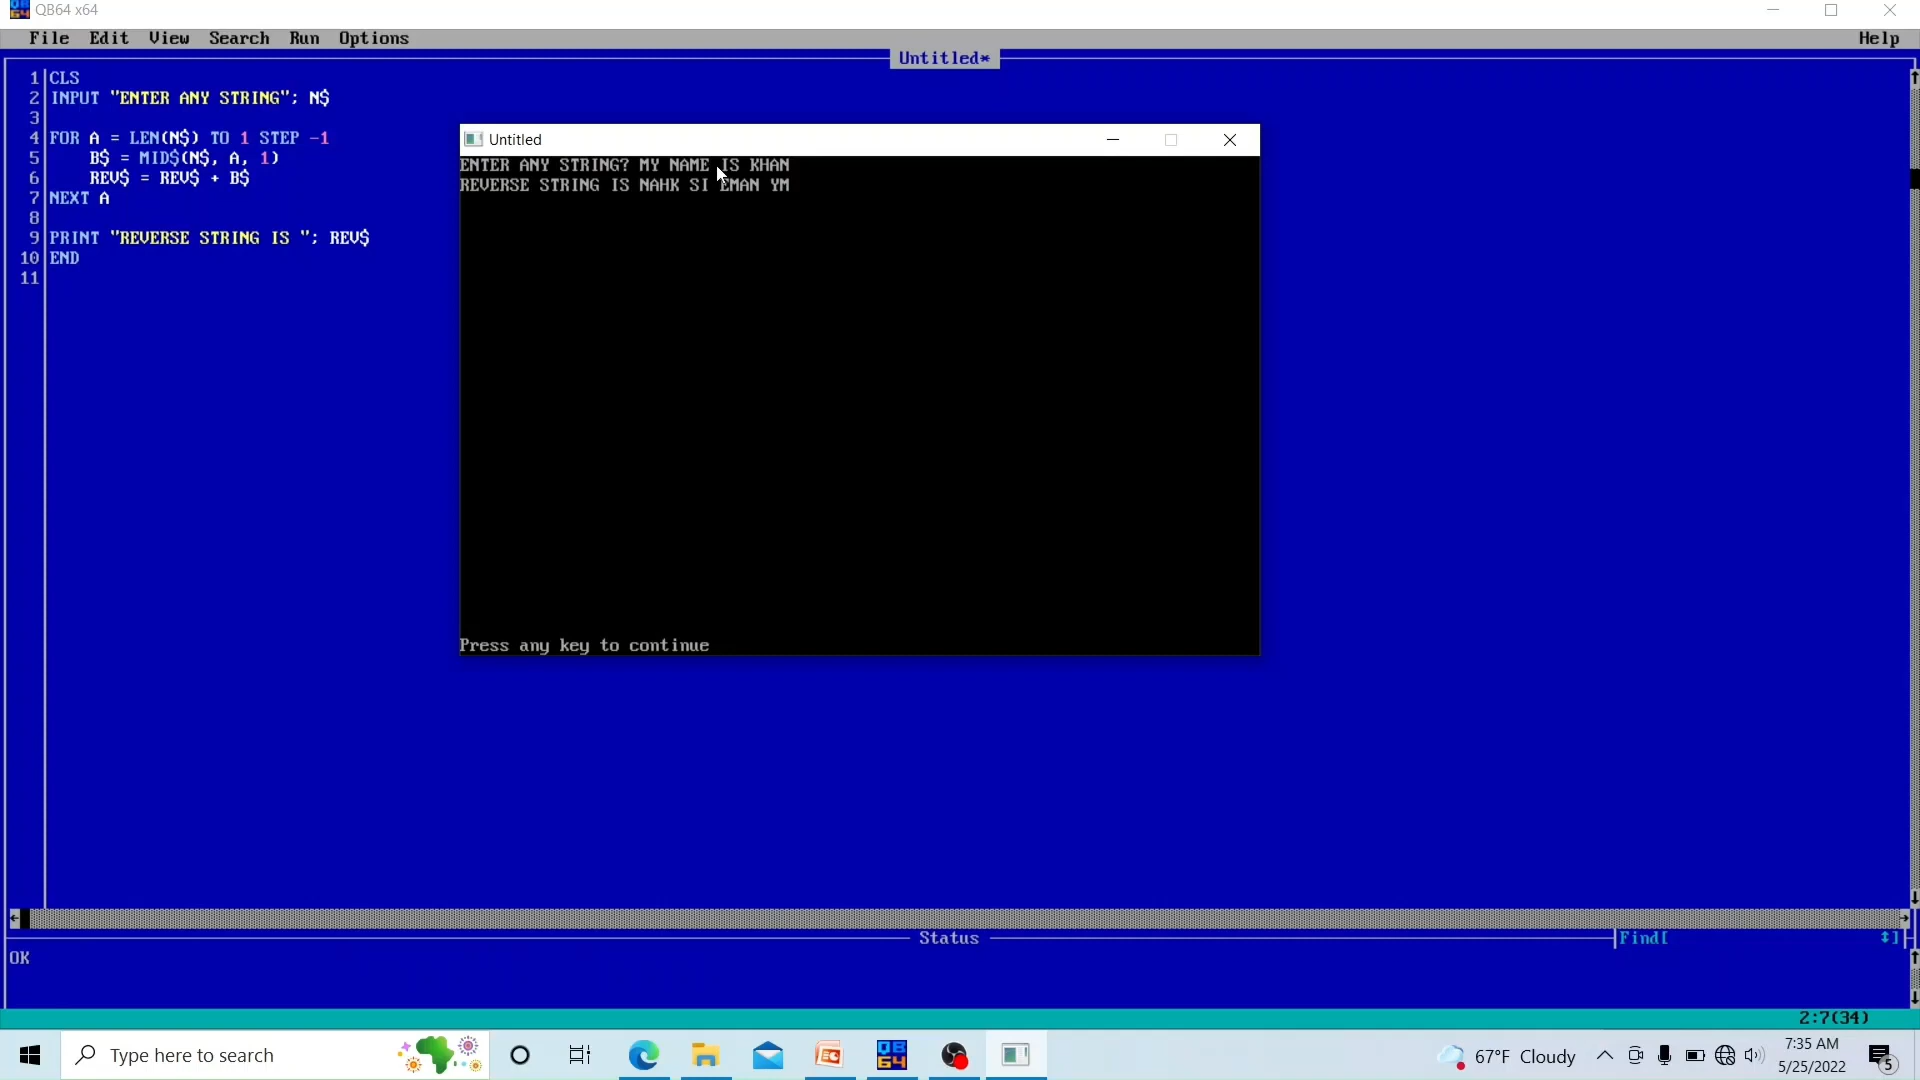 QB64 x64
File Edit View Search Run Options Help
Untitled*
1 CLS
2 INPUT "ENTER ANY STRING"; N$
3
4 FOR A = LEN(N$) TO 1 STEP -1
5 B$ = MID$(N$, A, 1)
6 REV$ = REV$ + B$
7 NEXT A
8
9 PRINT "REVERSE STRING IS "; REV$
10 END
11
Untitled
ENTER ANY STRING? MY NAME IS KHAN
REVERSE STRING IS NAHK SI EMAN YM
Press any key to continue
Status
Find[ ]
OK
2:7(34)
Type here to search
67°F Cloudy
7:35 AM
5/25/2022
5